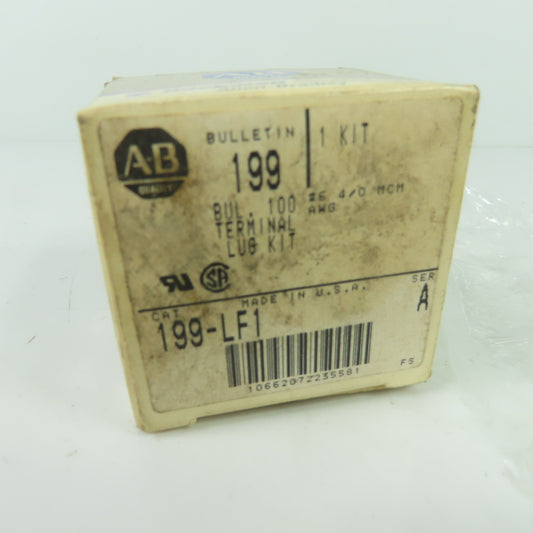 A-B
QUALITY
BULLETIN
199
1 KIT
BUL. 100
TERMINAL
LUG KIT
#6 4/0 MCM
AWG
MADE IN U.S.A.
SER
A
CAT
199-LF1
10662072235581
FS